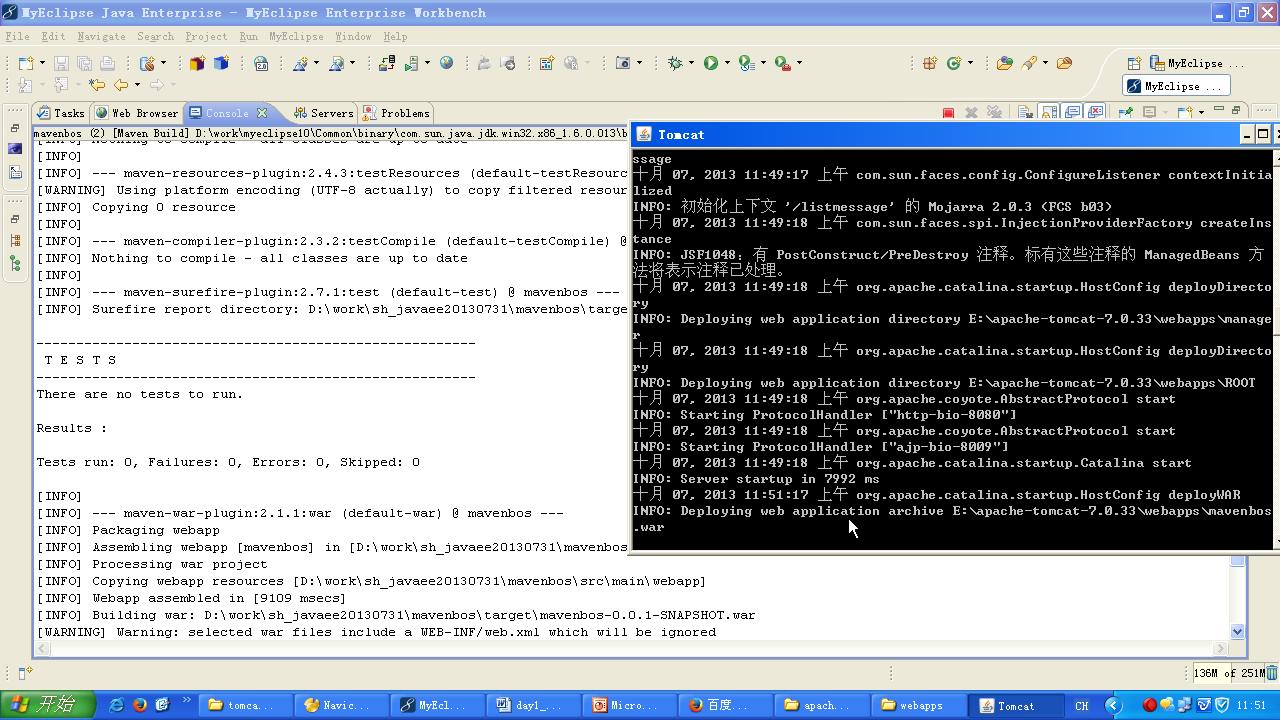 MyEclipse Java Enterprise - MyEclipse Enterprise Workbench
File Edit Navigate Search Project Run MyEclipse Window Help
MyEclipse ...
MyEclipse ...
Tasks Web Browser Console Servers Problems
mavenbos (2) [Maven Build] D:\work\myeclipse10\Common\binary\com.sun.java.jdk.win32.x86_1.6.0.013\b
[INFO] Nothing to compile - all classes are up to date
[INFO]
[INFO] --- maven-resources-plugin:2.4.3:testResources (default-testResourc
[WARNING] Using platform encoding (UTF-8 actually) to copy filtered resour
[INFO] Copying 0 resource
[INFO]
[INFO] --- maven-compiler-plugin:2.3.2:testCompile (default-testCompile) @
[INFO] Nothing to compile - all classes are up to date
[INFO]
[INFO] --- maven-surefire-plugin:2.7.1:test (default-test) @ mavenbos ---
[INFO] Surefire report directory: D:\work\sh_javaee20130731\mavenbos\targe
-------------------------------------------------------
T E S T S
-------------------------------------------------------
There are no tests to run.
Results :
Tests run: 0, Failures: 0, Errors: 0, Skipped: 0
[INFO]
[INFO] --- maven-war-plugin:2.1.1:war (default-war) @ mavenbos ---
[INFO] Packaging webapp
[INFO] Assembling webapp [mavenbos] in [D:\work\sh_javaee20130731\mavenbos
[INFO] Processing war project
[INFO] Copying webapp resources [D:\work\sh_javaee20130731\mavenbos\src\main\webapp]
[INFO] Webapp assembled in [9109 msecs]
[INFO] Building war: D:\work\sh_javaee20130731\mavenbos\target\mavenbos-0.0.1-SNAPSHOT.war
[WARNING] Warning: selected war files include a WEB-INF/web.xml which will be ignored
Tomcat
ssage
十月 07, 2013 11:49:17 上午 com.sun.faces.config.ConfigureListener contextInitia
lized
INFO: 初始化上下文 '/listmessage' 的 Mojarra 2.0.3 (FCS b03)
十月 07, 2013 11:49:18 上午 com.sun.faces.spi.InjectionProviderFactory createIns
tance
INFO: JSF1048：有 PostConstruct/PreDestroy 注释。标有这些注释的 ManagedBeans 方
法将表示注释已处理。
十月 07, 2013 11:49:18 上午 org.apache.catalina.startup.HostConfig deployDirecto
ry
INFO: Deploying web application directory E:\apache-tomcat-7.0.33\webapps\manage
r
十月 07, 2013 11:49:18 上午 org.apache.catalina.startup.HostConfig deployDirecto
ry
INFO: Deploying web application directory E:\apache-tomcat-7.0.33\webapps\ROOT
十月 07, 2013 11:49:18 上午 org.apache.coyote.AbstractProtocol start
INFO: Starting ProtocolHandler ["http-bio-8080"]
十月 07, 2013 11:49:18 上午 org.apache.coyote.AbstractProtocol start
INFO: Starting ProtocolHandler ["ajp-bio-8009"]
十月 07, 2013 11:49:18 上午 org.apache.catalina.startup.Catalina start
INFO: Server startup in 7992 ms
十月 07, 2013 11:51:17 上午 org.apache.catalina.startup.HostConfig deployWAR
INFO: Deploying web application archive E:\apache-tomcat-7.0.33\webapps\mavenbos
.war
136M of 251M
开始 tomca... Navic... MyEcl day1_... Micro... 百度... apach... webapps Tomcat CH 11:51